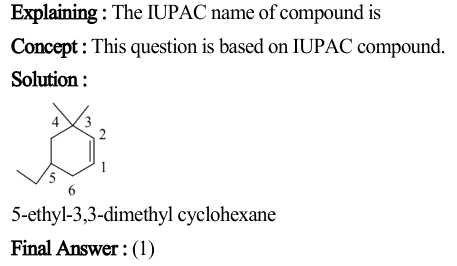 Explaining : The IUPAC name of compound is
Concept : This question is based on IUPAC compound.
Solution :
4 3
2
1
5
6
5-ethyl-3,3-dimethyl cyclohexane
Final Answer : (1)